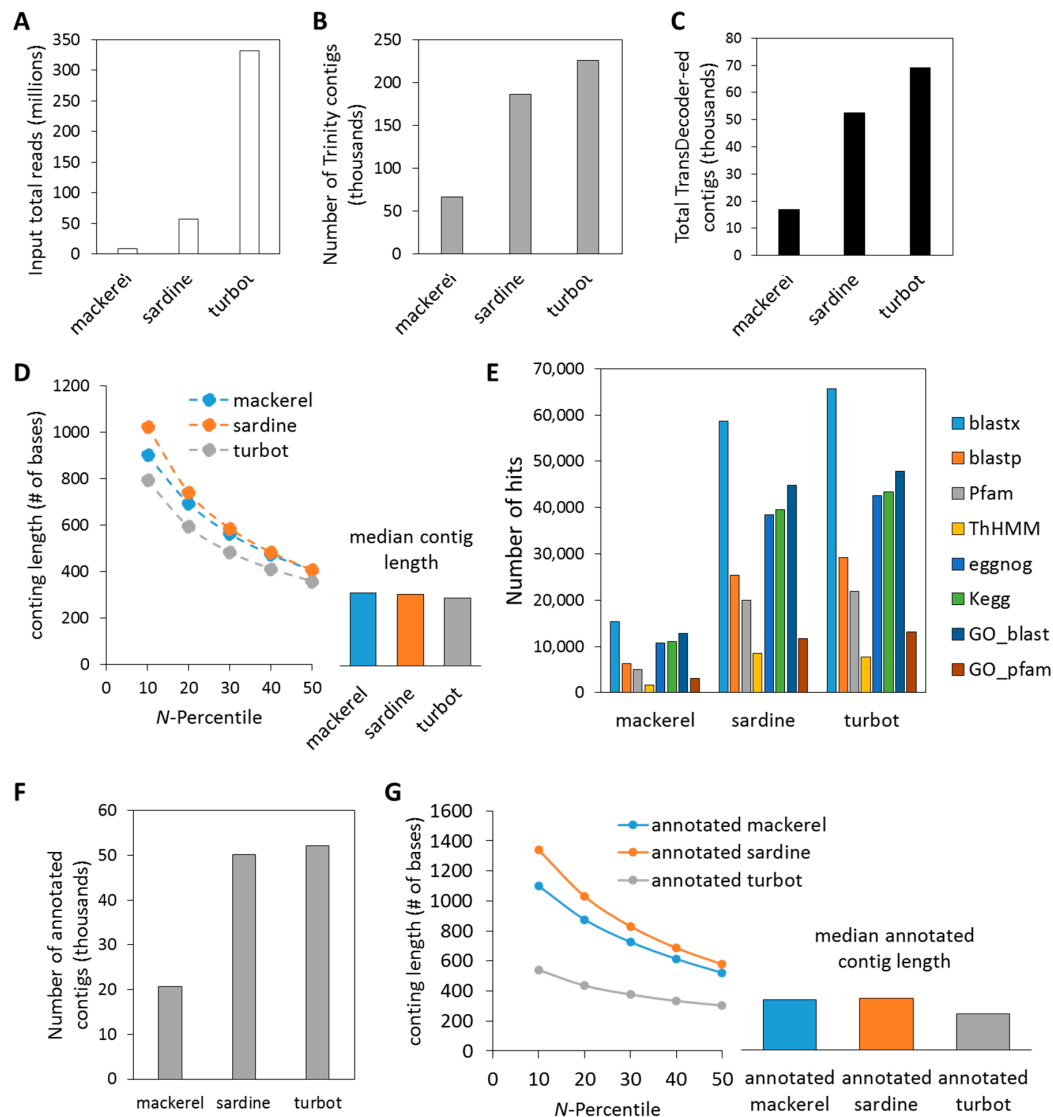 A
Input total reads (millions)
350
300
250
200
150
100
50
0
mackerel
sardine
turbot
B
Number of Trinity contigs
(thousands)
250
200
150
100
50
0
mackerel
sardine
turbot
C
Total TransDecoder-ed
contigs (thousands)
80
70
60
50
40
30
20
10
0
mackerel
sardine
turbot
D
conting length (# of bases)
1200
1000
800
600
400
200
0
0 10 20 30 40 50
N-Percentile
mackerel
sardine
turbot
median contig
length
mackerel
sardine
turbot
E
Number of hits
70,000
60,000
50,000
40,000
30,000
20,000
10,000
0
mackerel sardine turbot
blastx
blastp
Pfam
ThHMM
eggnog
Kegg
GO_blast
GO_pfam
F
Number of annotated
contigs (thousands)
60
50
40
30
20
10
0
mackerel sardine turbot
G
conting length (# of bases)
1600
1400
1200
1000
800
600
400
200
0
0 10 20 30 40 50
N-Percentile
annotated mackerel
annotated sardine
annotated turbot
median annotated
contig length
annotated annotated annotated
mackerel sardine turbot